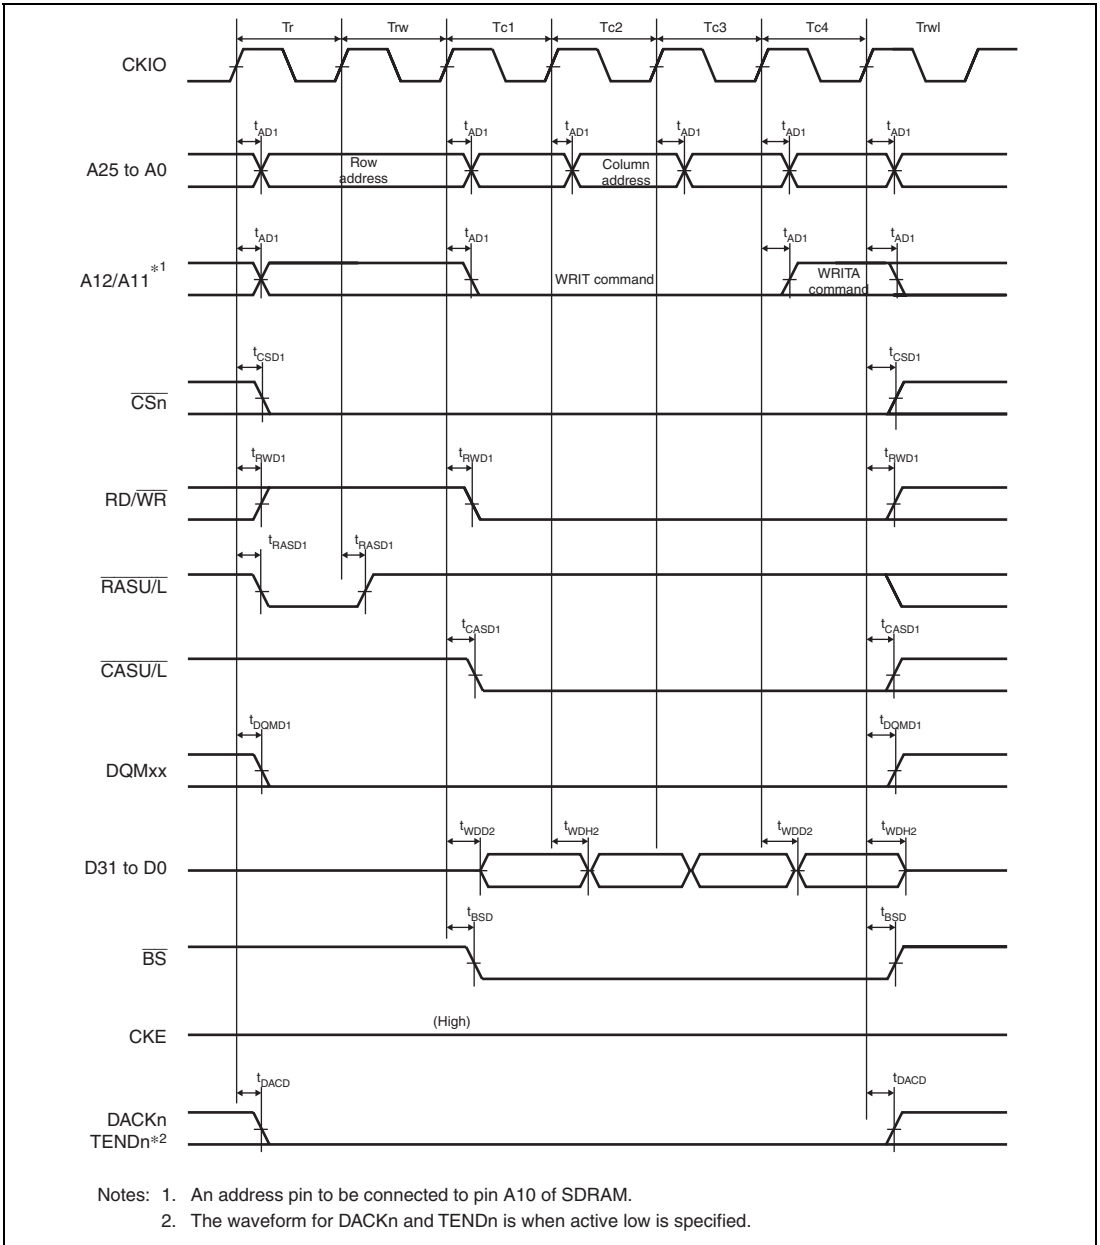 Tr Trw Tc1 Tc2 Tc3 Tc4 Trwl
CKIO
tAD1 tAD1 tAD1 tAD1 tAD1 tAD1
A25 to A0
Row address
Column address
tAD1 tAD1 tAD1 tAD1
A12/A11*1
WRIT command
WRITA command
tCSD1 tCSD1
CSn
tRWD1 tRWD1 tRWD1
RD/WR
tRASD1 tRASD1
RASU/L
tCASD1 tCASD1
CASU/L
tDQMD1 tDQMD1
DQMxx
tWDD2 tWDH2 tWDD2 tWDH2
D31 to D0
tBSD tBSD
BS
(High)
CKE
tDACD tDACD
DACKn
TENDn*2
Notes: 1. An address pin to be connected to pin A10 of SDRAM.
2. The waveform for DACKn and TENDn is when active low is specified.